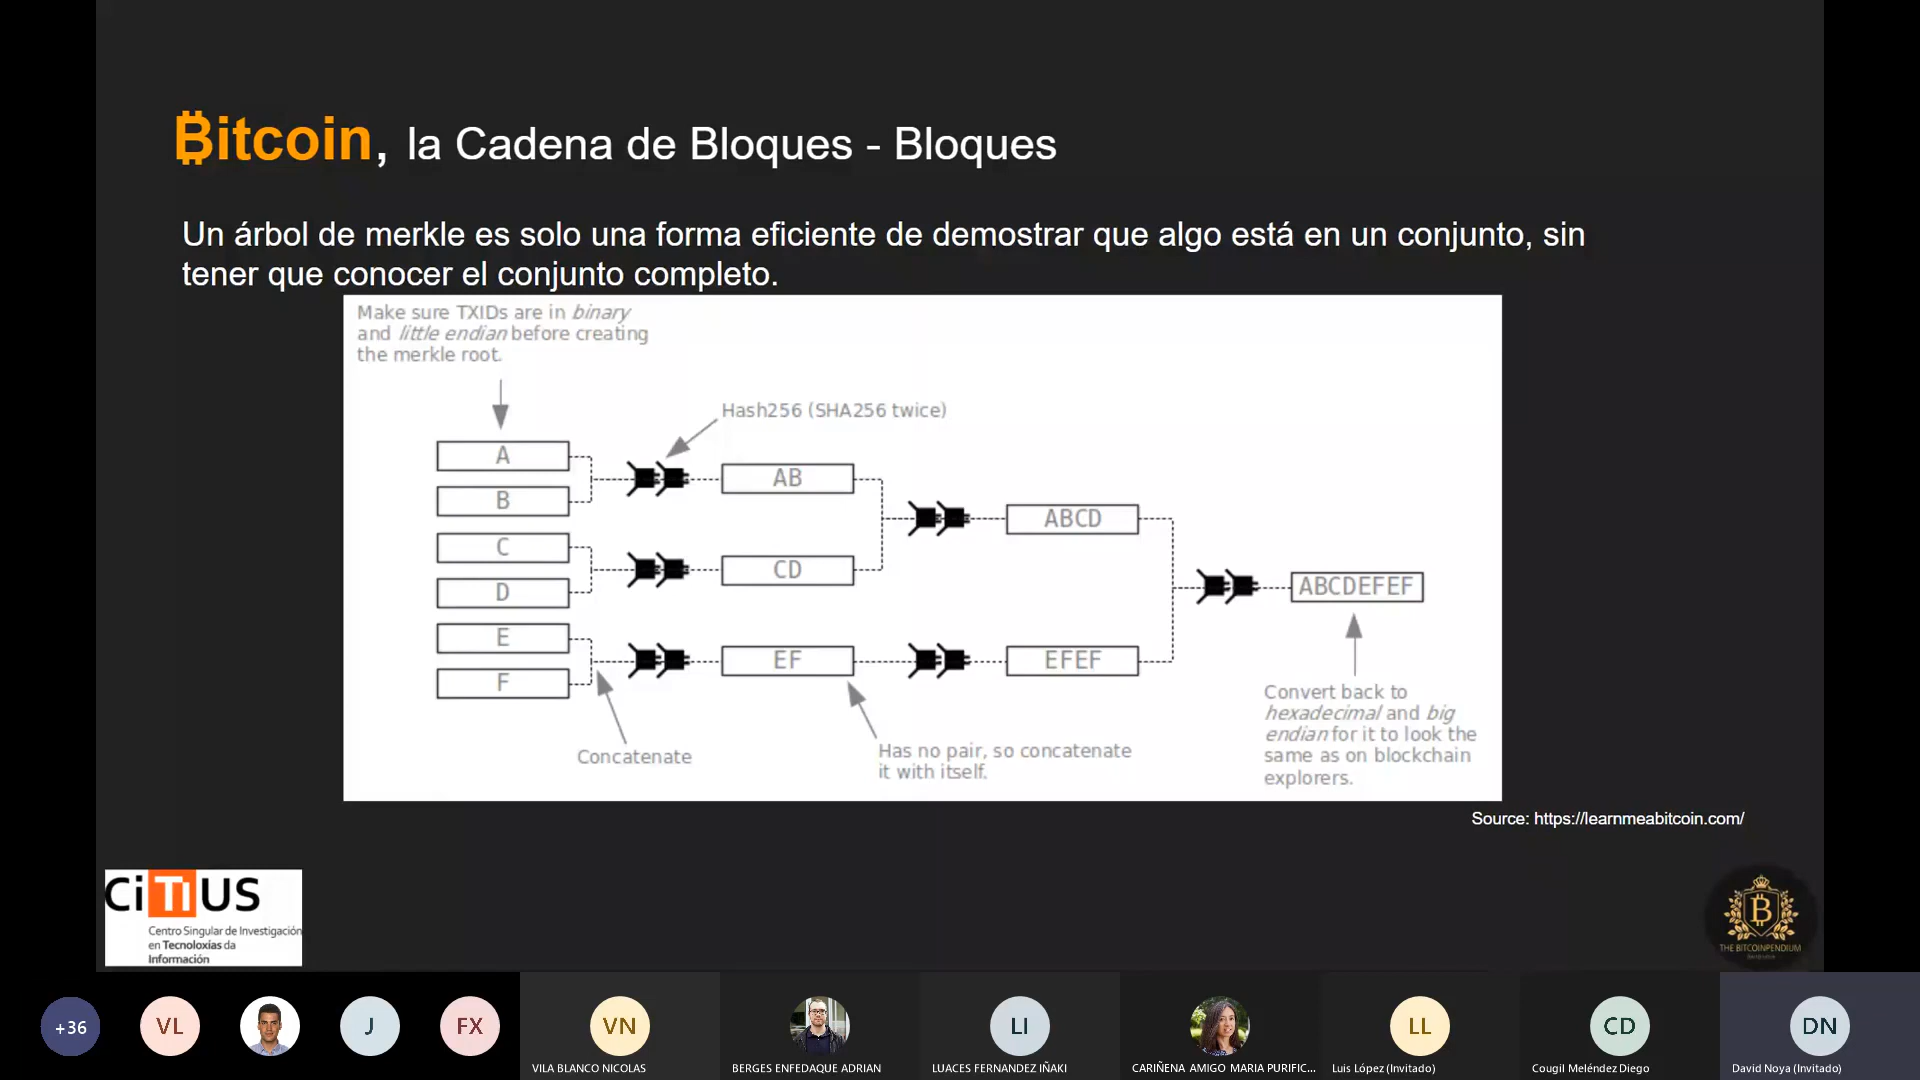 ₿itcoin, la Cadena de Bloques - Bloques
Un árbol de merkle es solo una forma eficiente de demostrar que algo está en un conjunto, sin
tener que conocer el conjunto completo.
Make sure TXIDs are in binary
and little endian before creating
the merkle root.
Hash256 (SHA256 twice)
A
B
C
D
E
F
AB
CD
EF
ABCD
EFEF
ABCDEFEF
Concatenate
Has no pair, so concatenate
it with itself.
Convert back to
hexadecimal and big
endian for it to look the
same as on blockchain
explorers.
Source: https://learnmeabitcoin.com/
CiTIUS
Centro Singular de Investigación
en Tecnoloxías da
Información
B
THE BITCOINPENDIUM
+36
VL
J
FX
VN
VILA BLANCO NICOLAS
BERGES ENFEDAQUE ADRIAN
LI
LUACES FERNANDEZ IÑAKI
CARIÑENA AMIGO MARIA PURIFIC...
LL
Luis López (Invitado)
CD
Cougil Meléndez Diego
DN
David Noya (Invitado)